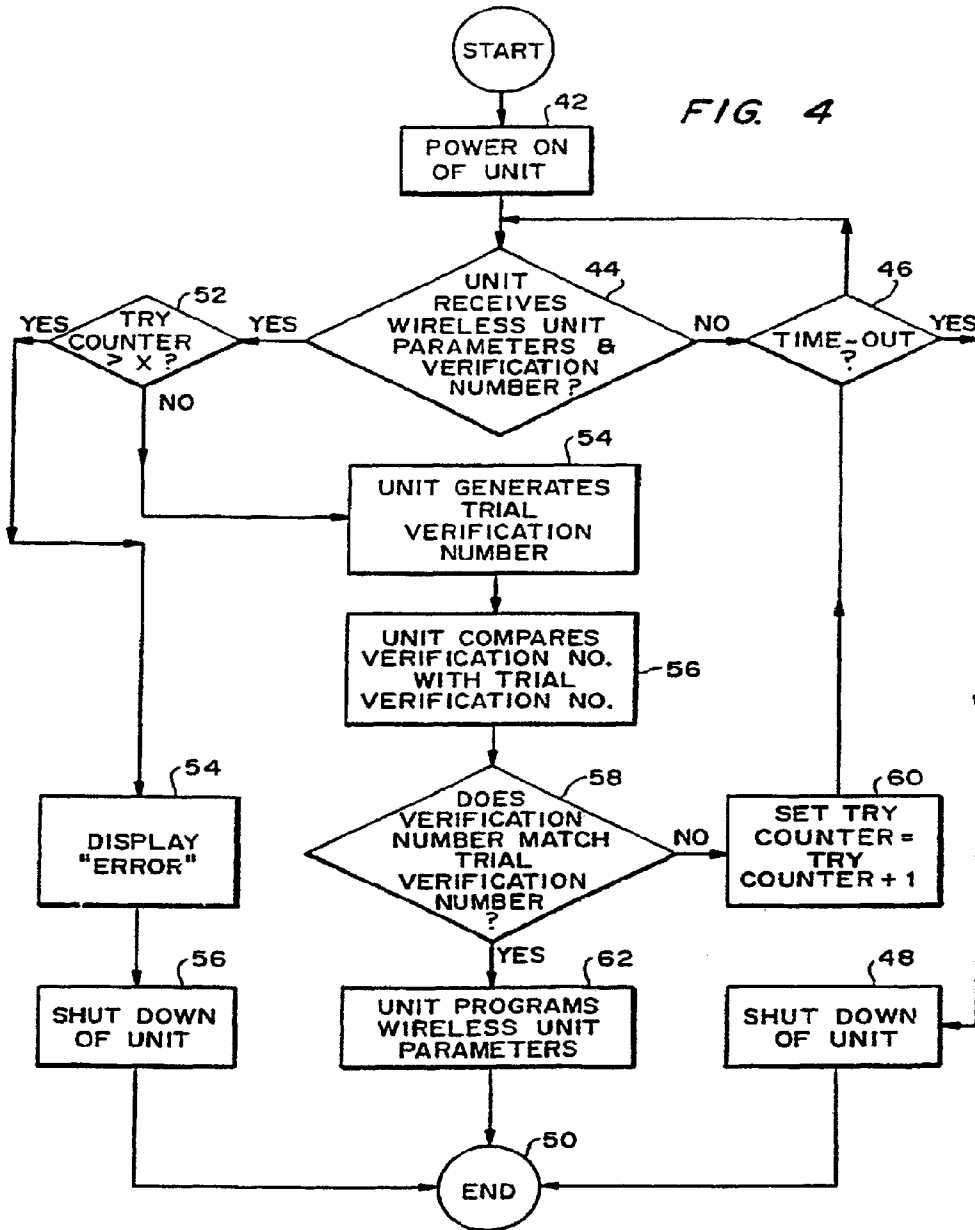 START
FIG. 4
42
POWER ON
OF UNIT
44
UNIT
RECEIVES
WIRELESS UNIT
PARAMETERS &
VERIFICATION
NUMBER?
52
TRY
COUNTER
> X ?
YES
YES
NO
NO
46
TIME-OUT
?
YES
54
UNIT GENERATES
TRIAL
VERIFICATION
NUMBER
UNIT COMPARES
VERIFICATION NO.
WITH TRIAL
VERIFICATION NO.
56
58
DOES
VERIFICATION
NUMBER MATCH
TRIAL
VERIFICATION
NUMBER
?
NO
YES
60
SET TRY
COUNTER =
TRY
COUNTER + 1
54
DISPLAY
"ERROR"
56
SHUT DOWN
OF UNIT
62
UNIT PROGRAMS
WIRELESS UNIT
PARAMETERS
48
SHUT DOWN
OF UNIT
50
END